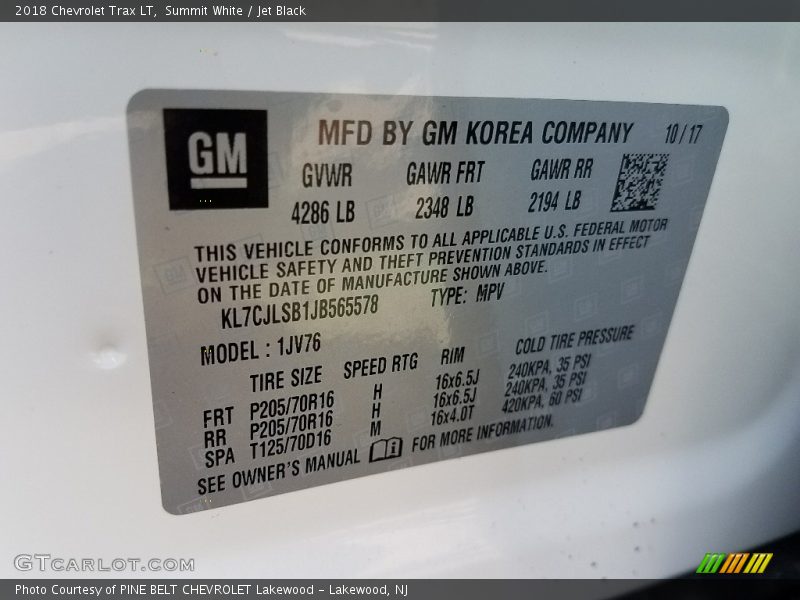 2018 Chevrolet Trax LT, Summit White / Jet Black
GM
MFD BY GM KOREA COMPANY 10/17
GVWR GAWR FRT GAWR RR
4286 LB 2348 LB 2194 LB
THIS VEHICLE CONFORMS TO ALL APPLICABLE U.S. FEDERAL MOTOR
VEHICLE SAFETY AND THEFT PREVENTION STANDARDS IN EFFECT
ON THE DATE OF MANUFACTURE SHOWN ABOVE.
KL7CJLSB1JB565578 TYPE: MPV
MODEL : 1JV76
TIRE SIZE SPEED RTG RIM COLD TIRE PRESSURE
FRT P205/70R16 H 16x6.5J 240KPA, 35 PSI
RR P205/70R16 H 16x6.5J 240KPA, 35 PSI
SPA T125/70D16 M 16x4.0T 420KPA, 60 PSI
SEE OWNER'S MANUAL FOR MORE INFORMATION.
GTCARLOT.COM
Photo Courtesy of PINE BELT CHEVROLET Lakewood - Lakewood, NJ